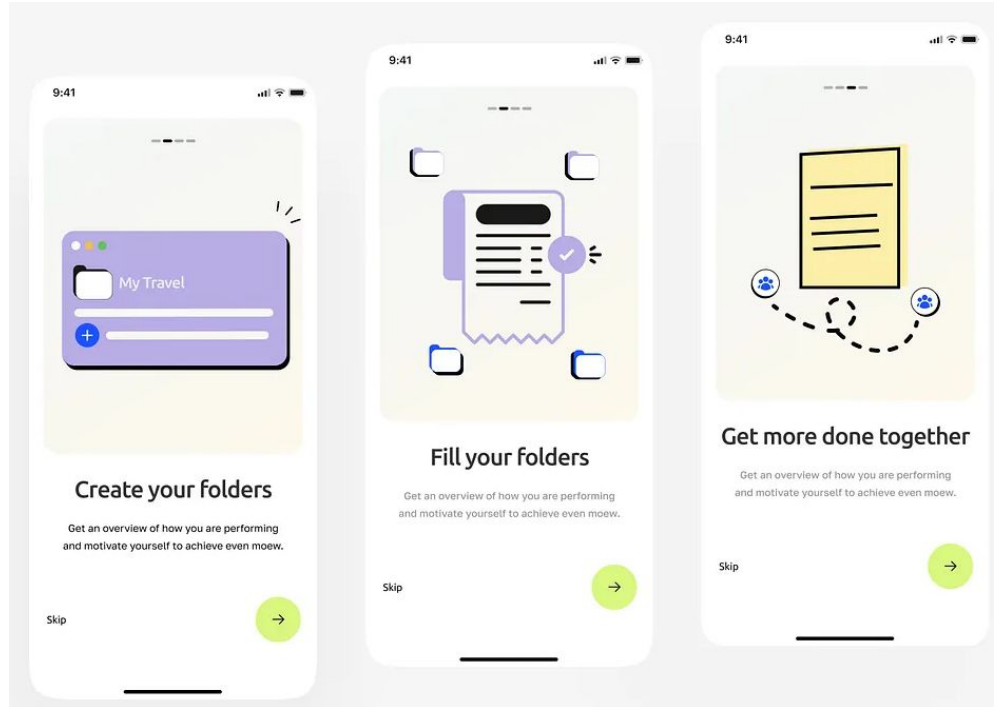 9:41
My Travel
Create your folders
Get an overview of how you are performing
and motivate yourself to achieve even moew.
Skip
9:41
Fill your folders
Get an overview of how you are performing
and motivate yourself to achieve even moew.
Skip
9:41
Get more done together
Get an overview of how you are performing
and motivate yourself to achieve even moew.
Skip